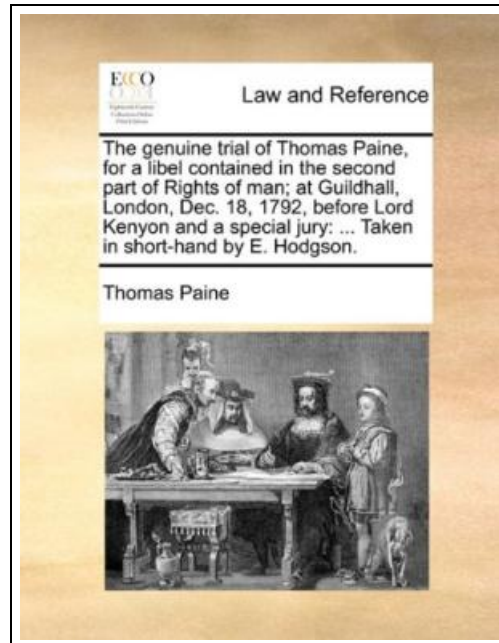 ECCO
Law and Reference
The genuine trial of Thomas Paine,
for a libel contained in the second
part of Rights of man; at Guildhall,
London, Dec. 18, 1792, before Lord
Kenyon and a special jury: ... Taken
in short-hand by E. Hodgson.
Thomas Paine